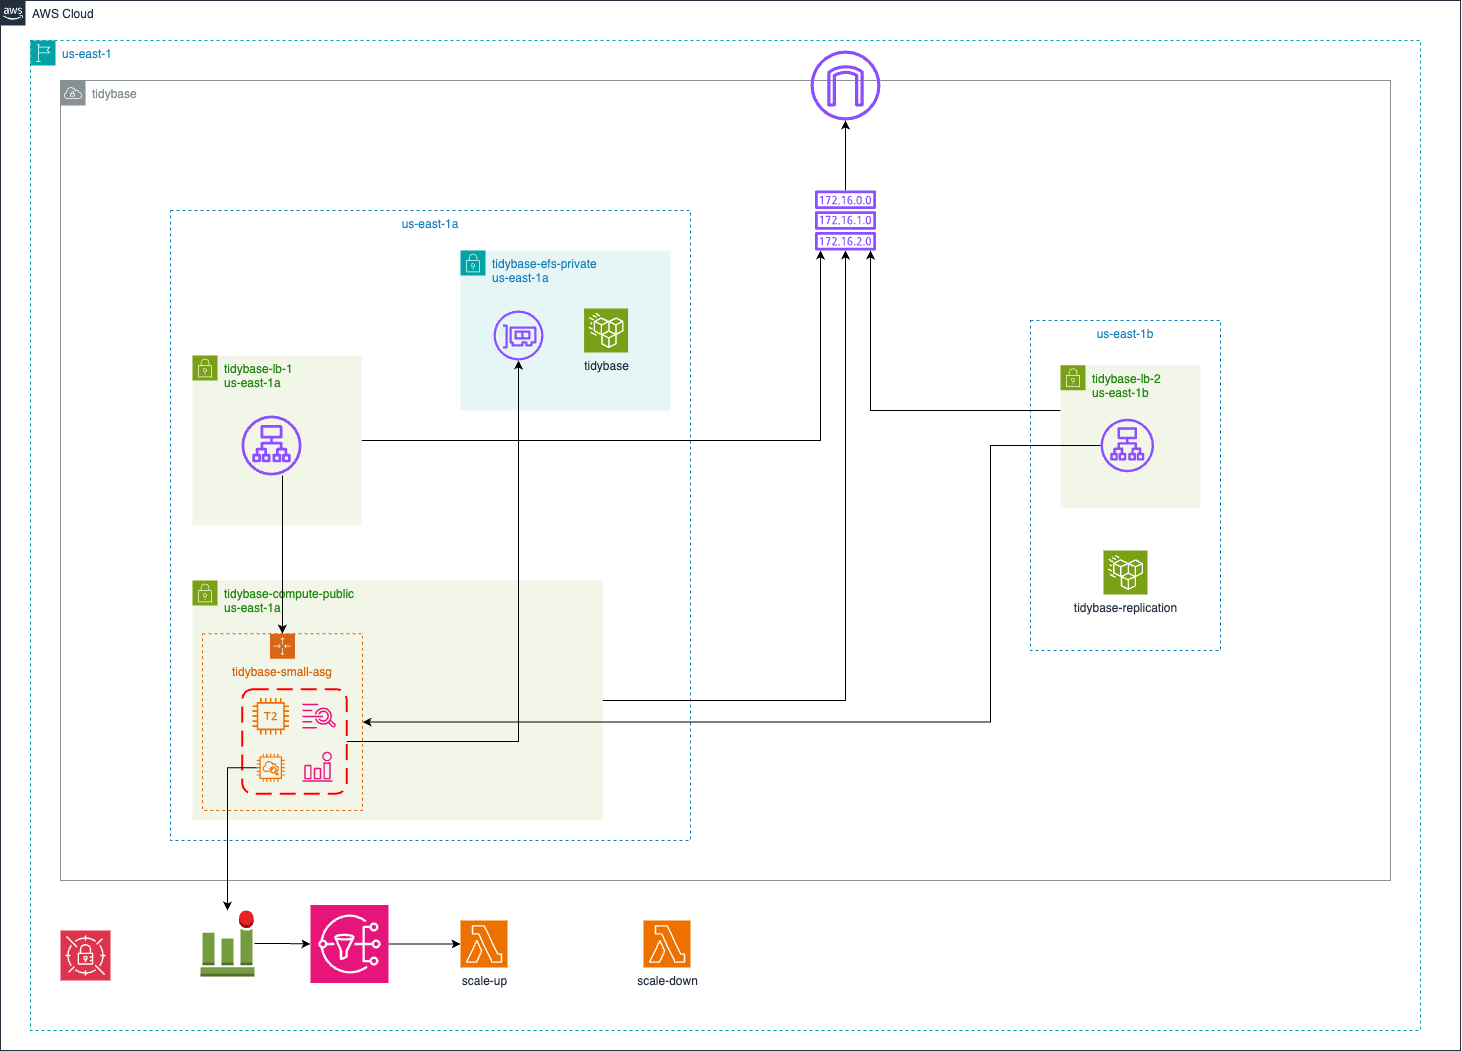 aws
AWS Cloud
us-east-1
tidybase
172.16.0.0
172.16.1.0
172.16.2.0
us-east-1a
tidybase-efs-private
us-east-1a
tidybase
tidybase-lb-1
us-east-1a
us-east-1b
tidybase-lb-2
us-east-1b
tidybase-replication
tidybase-compute-public
us-east-1a
tidybase-small-asg
T2
scale-up
scale-down